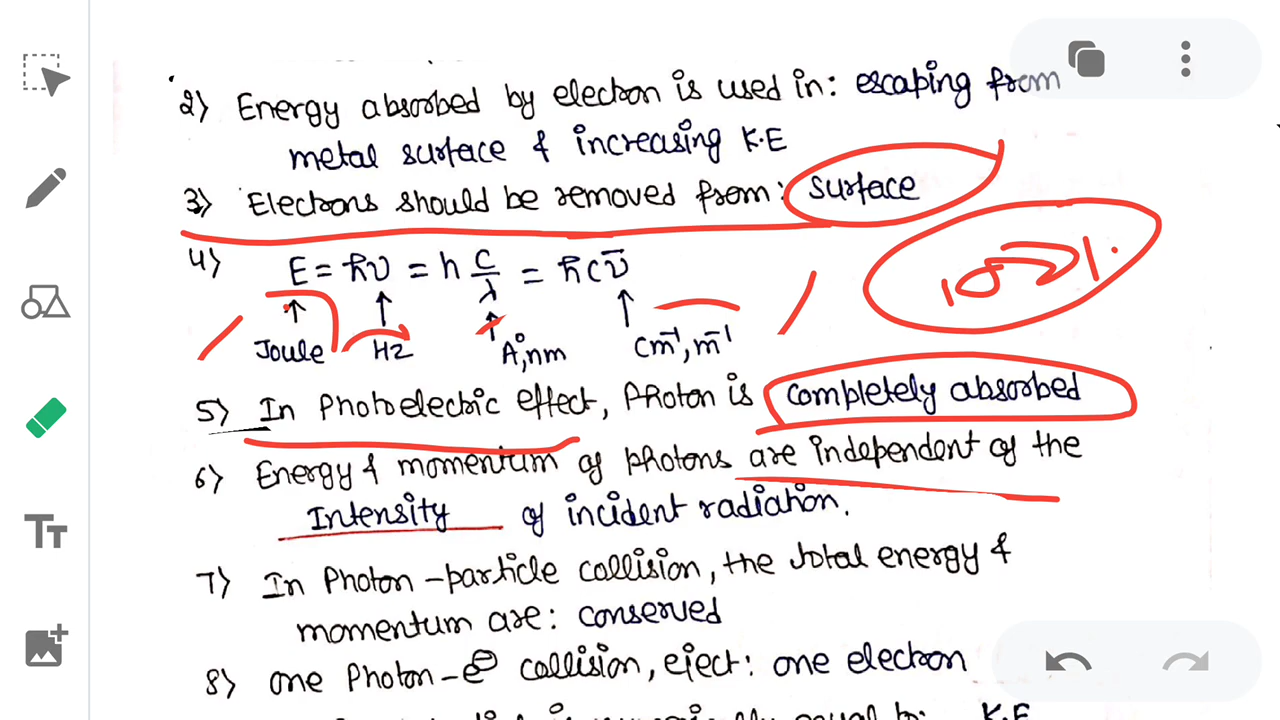 2) Energy absorbed by electron is used in: escaping from
metal surface & increasing K.E
3) Electrons should be removed from: surface
4) E = hυ = h c/λ = hcῡ
Joule Hz A°,nm cm⁻¹, m⁻¹
5) In Photoelectric effect, Photon is completely absorbed
6) Energy & momentum of photons are independent of the
Intensity of incident radiation.
7) In Photon-particle collision, the total energy &
momentum are: conserved
8) one Photon-e⊖ collision, eject: one electron
K.E
TT